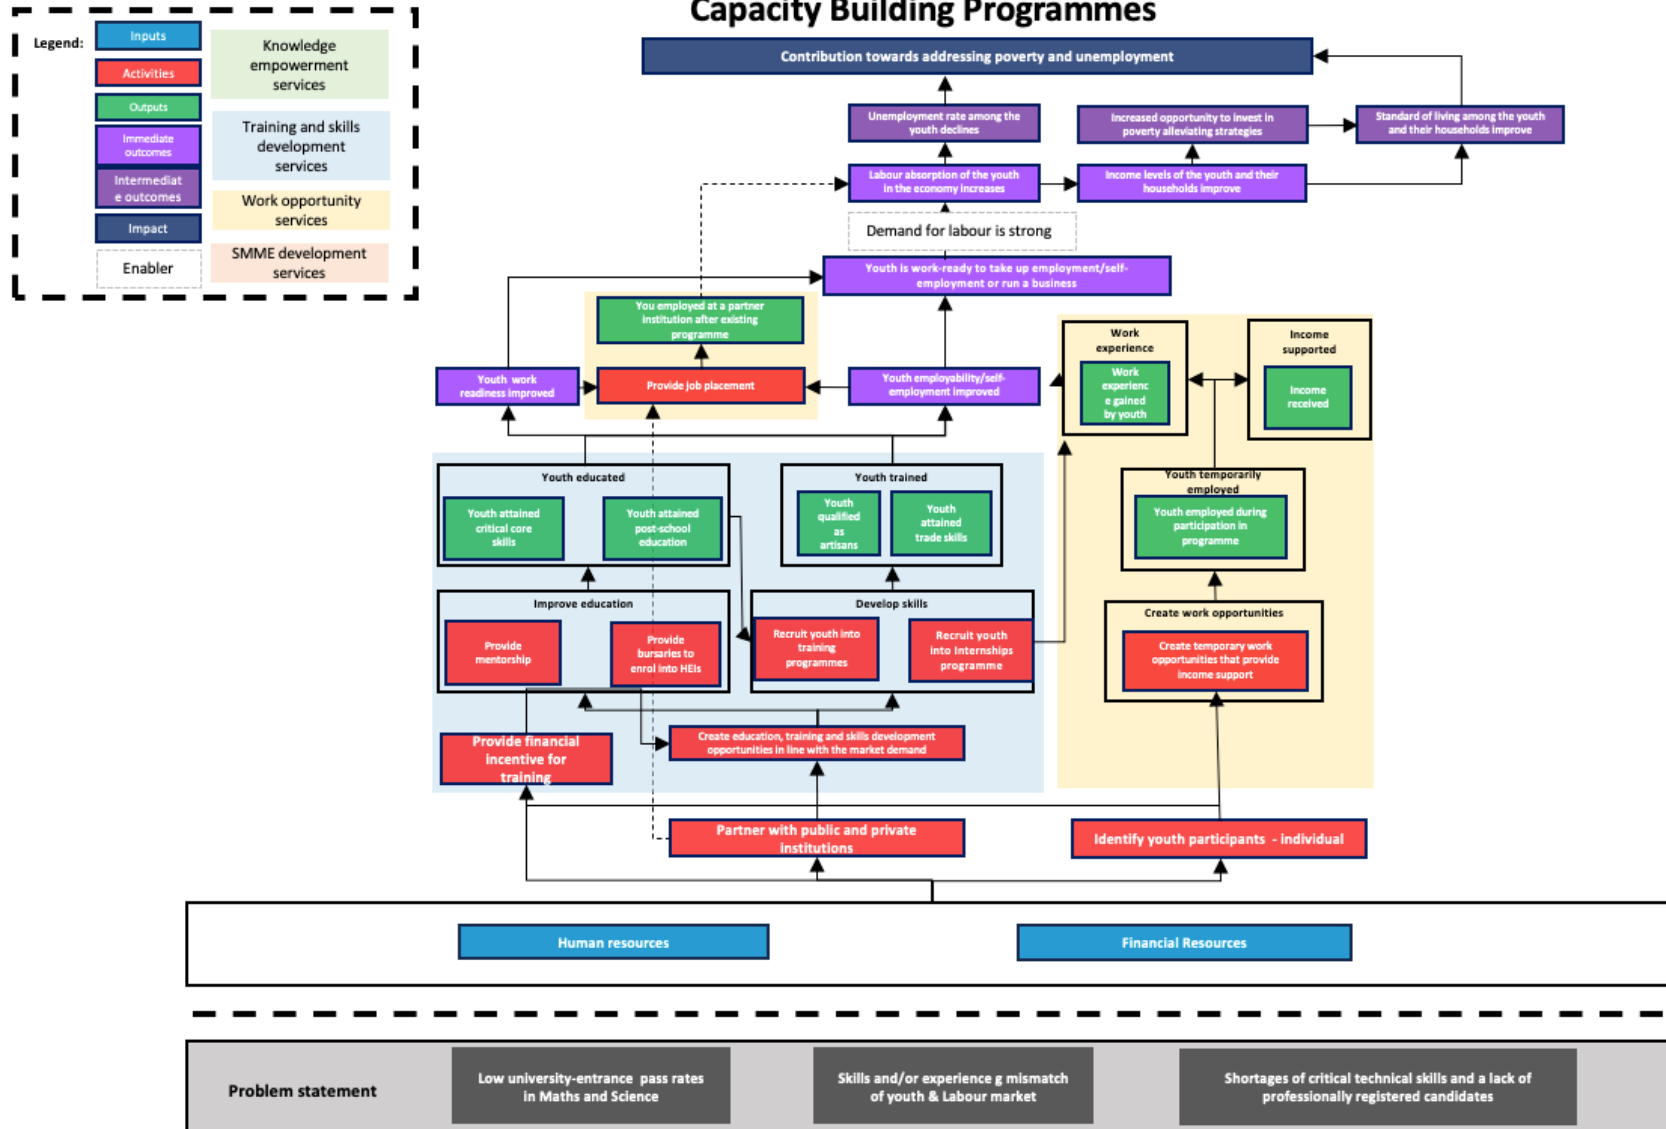 Capacity Building Programmes
Legend:
Inputs
Activities
Outputs
Immediate
outcomes
Intermediat
e outcomes
Impact
Enabler
Knowledge
empowerment
services
Training and skills
development
services
Work opportunity
services
SMME development
services
Contribution towards addressing poverty and unemployment
Unemployment rate among the
youth declines
Increased opportunity to invest in
poverty alleviating strategies
Standard of living among the youth
and their households improve
Labour absorption of the youth
in the economy increases
Income levels of the youth and their
households improve
Demand for labour is strong
Youth is work-ready to take up employment/self-
employment or run a business
You employed at a partner
institution after existing
programme
Youth work
readiness improved
Provide job placement
Youth employability/self-
employment improved
Work
experience
Work
experienc
e gained
by youth
Income
supported
Income
received
Youth educated
Youth attained
critical core
skills
Youth attained
post-school
education
Youth trained
Youth
qualified
as
artisans
Youth
attained
trade skills
Youth temporarily
employed
Youth employed during
participation in
programme
Improve education
Provide
mentorship
Provide
bursaries to
enrol into HEIs
Develop skills
Recruit youth into
training
programmes
Recruit youth
into Internships
programme
Create work opportunities
Create temporary work
opportunities that provide
income support
Provide financial
incentive for
training
Create education, training and skills development
opportunities in line with the market demand
Partner with public and private
institutions
Identify youth participants - individual
Human resources
Financial Resources
Problem statement
Low university-entrance pass rates
in Maths and Science
Skills and/or experience g mismatch
of youth & Labour market
Shortages of critical technical skills and a lack of
professionally registered candidates